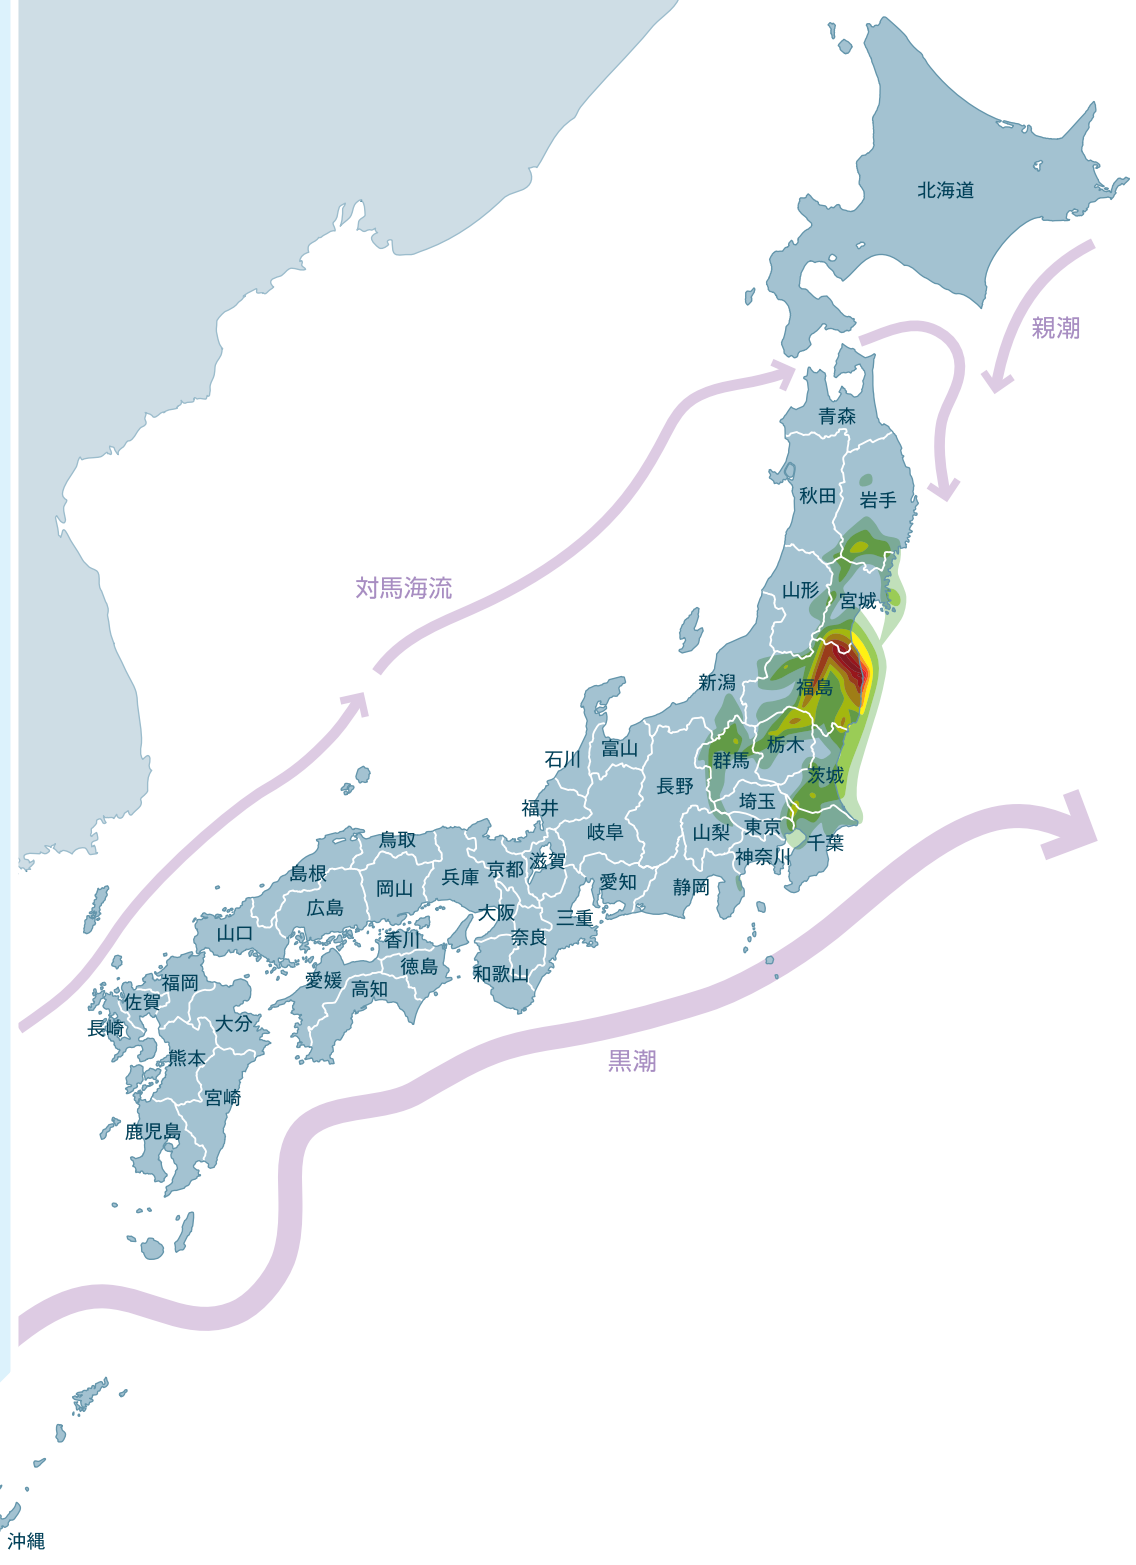 北海道
親潮
青森
秋田
岩手
対馬海流
山形
宮城
新潟
福島
石川
富山
群馬
栃木
長野
茨城
福井
埼玉
岐阜
山梨
東京
千葉
鳥取
神奈川
島根
岡山
兵庫
京都
滋賀
愛知
静岡
広島
大阪
三重
山口
香川
奈良
福岡
愛媛
高知
徳島
和歌山
佐賀
長崎
大分
熊本
黒潮
宮崎
鹿児島
沖縄